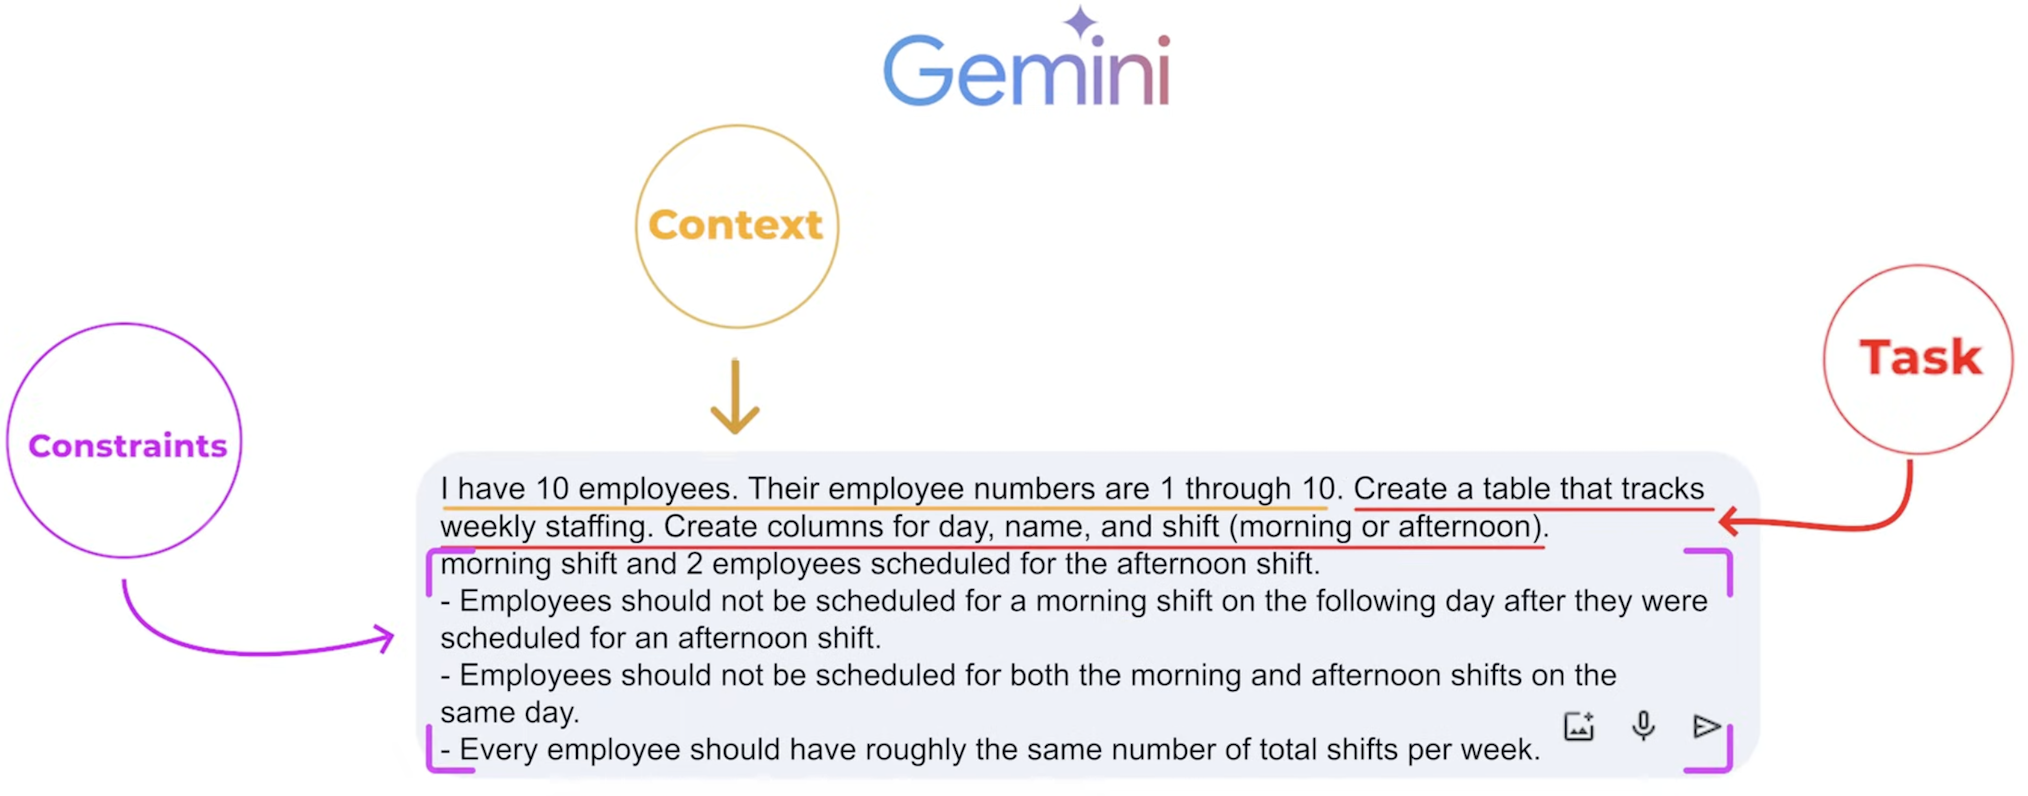 Gemini
Context
Task
Constraints
I have 10 employees. Their employee numbers are 1 through 10. Create a table that tracks
weekly staffing. Create columns for day, name, and shift (morning or afternoon).
morning shift and 2 employees scheduled for the afternoon shift.
- Employees should not be scheduled for a morning shift on the following day after they were
scheduled for an afternoon shift.
- Employees should not be scheduled for both the morning and afternoon shifts on the
same day.
- Every employee should have roughly the same number of total shifts per week.